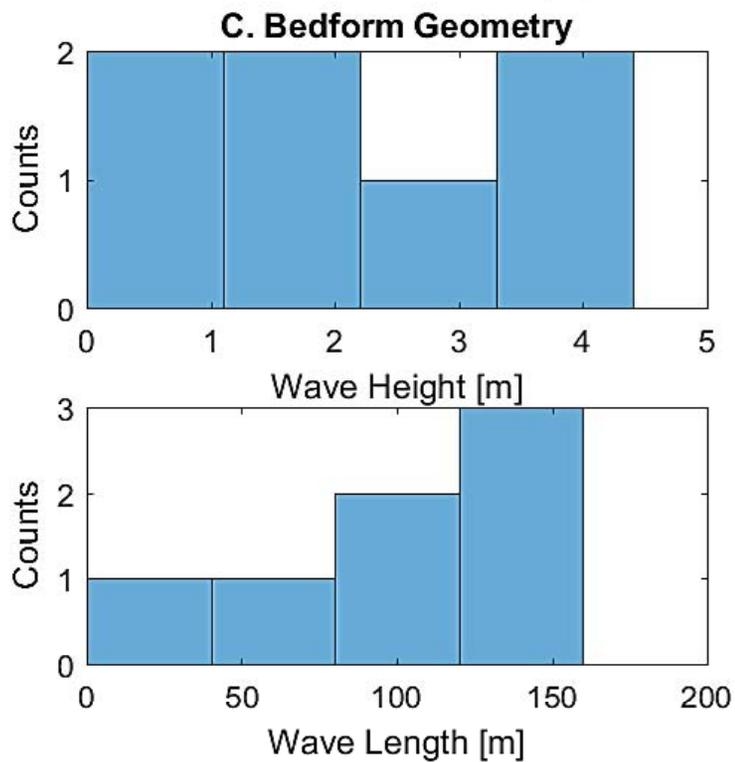 C. Bedform Geometry
2
1
0
Counts
0 1 2 3 4 5
Wave Height [m]
3
2
1
0
Counts
0 50 100 150 200
Wave Length [m]